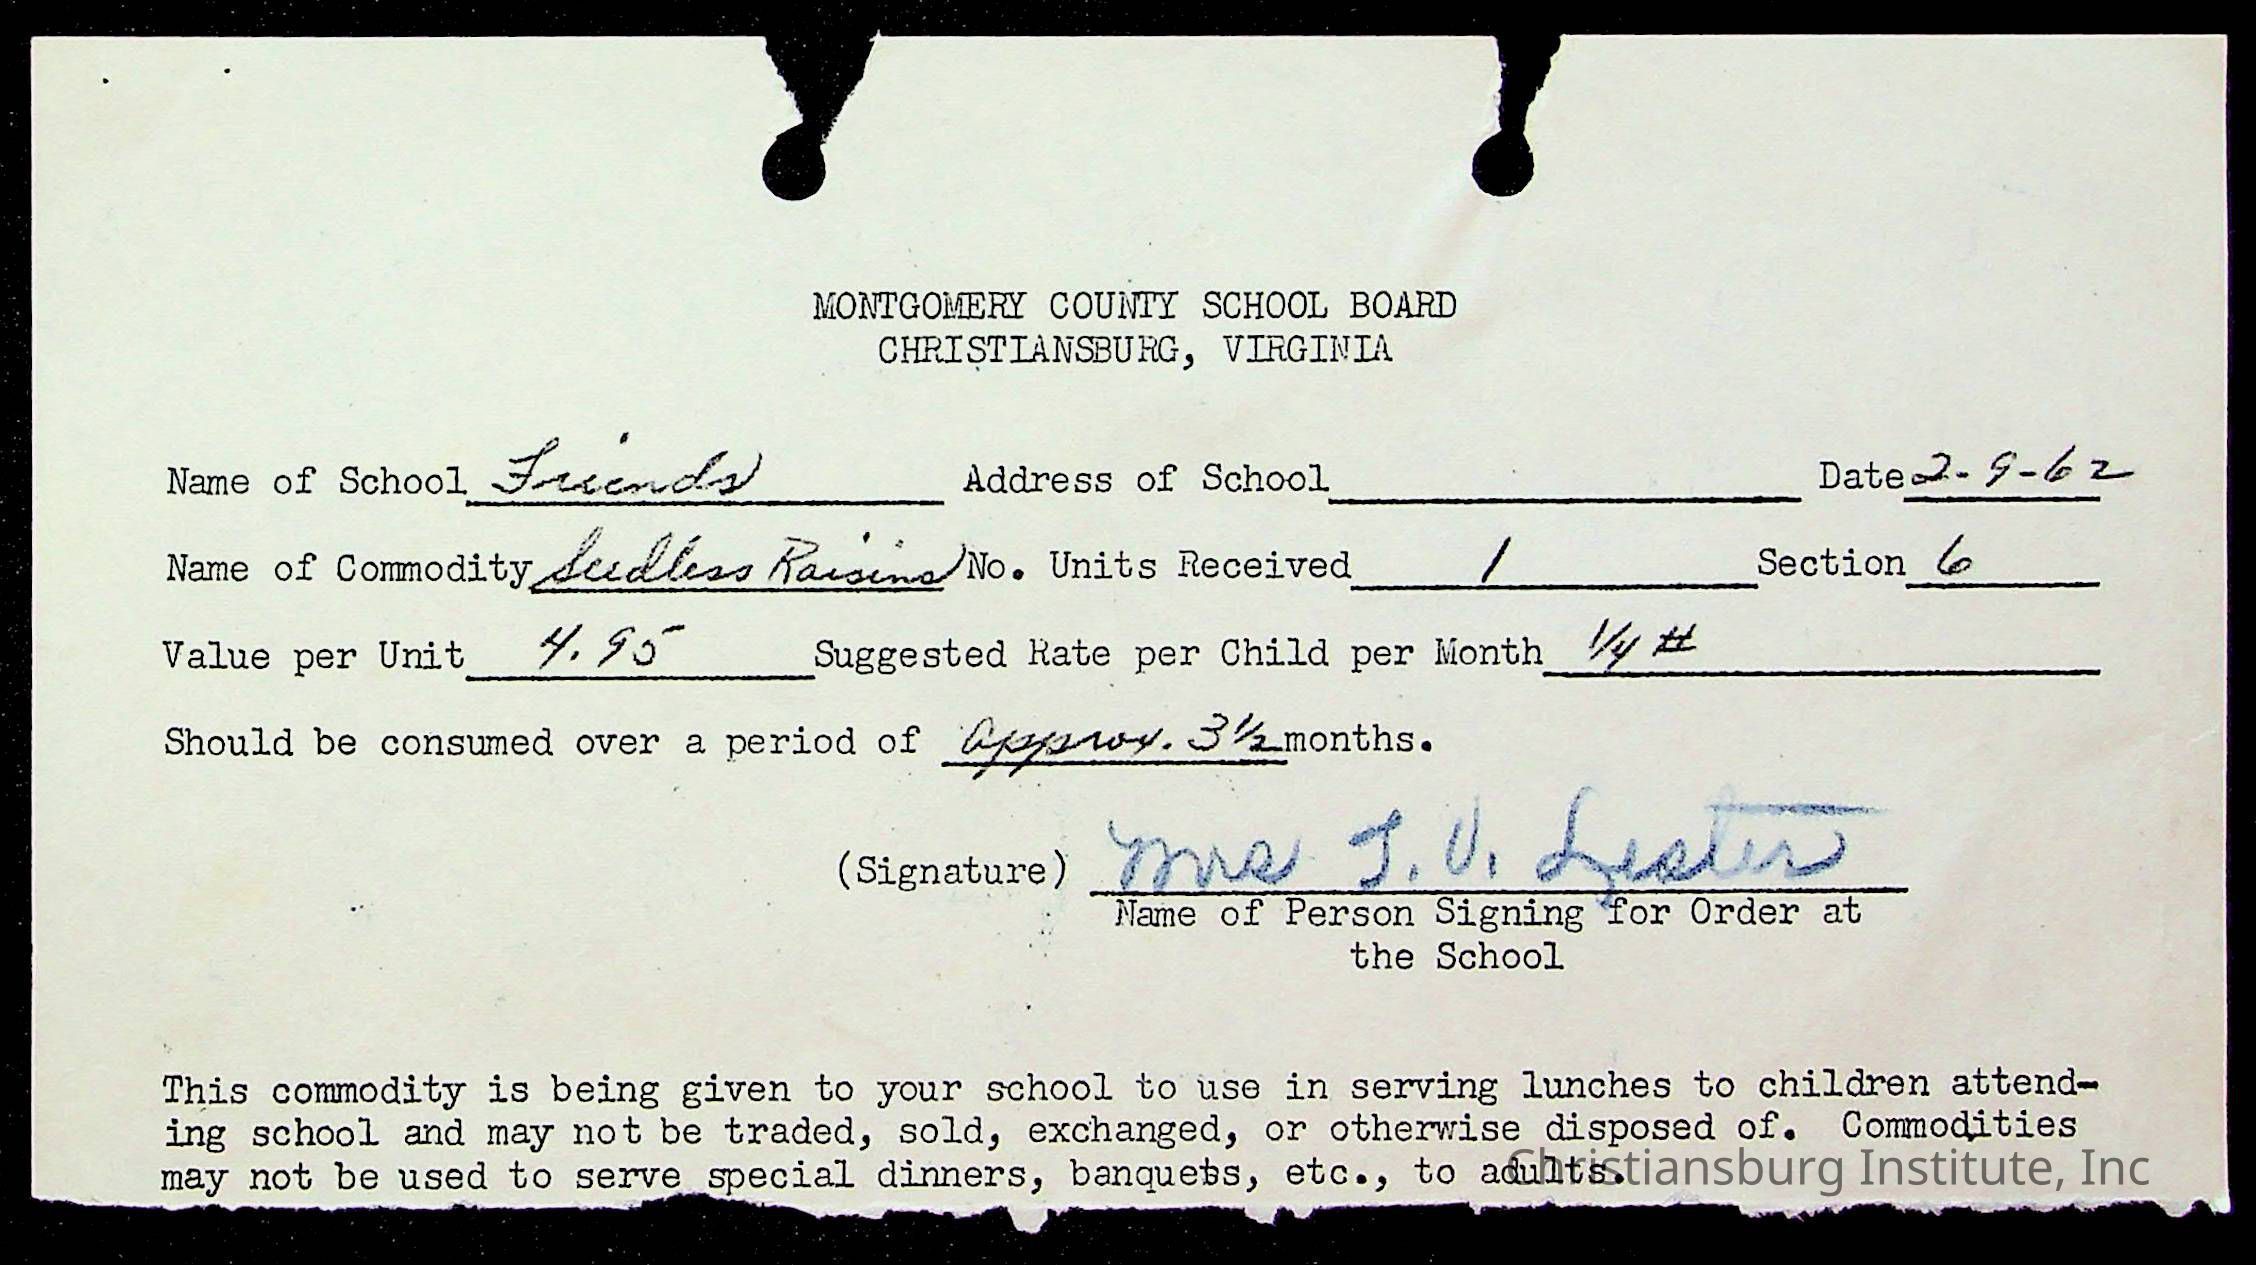 MONTGOMERY COUNTY SCHOOL BOARD
CHRISTIANSBURG, VIRGINIA
Name of School Friends Address of School Date 2-9-62
Name of Commodity Seedless Raisins No. Units Received 1 Section 6
Value per Unit 4.95 Suggested Rate per Child per Month 1/4 #
Should be consumed over a period of approx. 3 1/2 months.
(Signature) Mrs T. V. Lester
Name of Person Signing for Order at
the School
This commodity is being given to your school to use in serving lunches to children attend-
ing school and may not be traded, sold, exchanged, or otherwise disposed of. Commodities
may not be used to serve special dinners, banquets, etc., to adults.
Christiansburg Institute, Inc